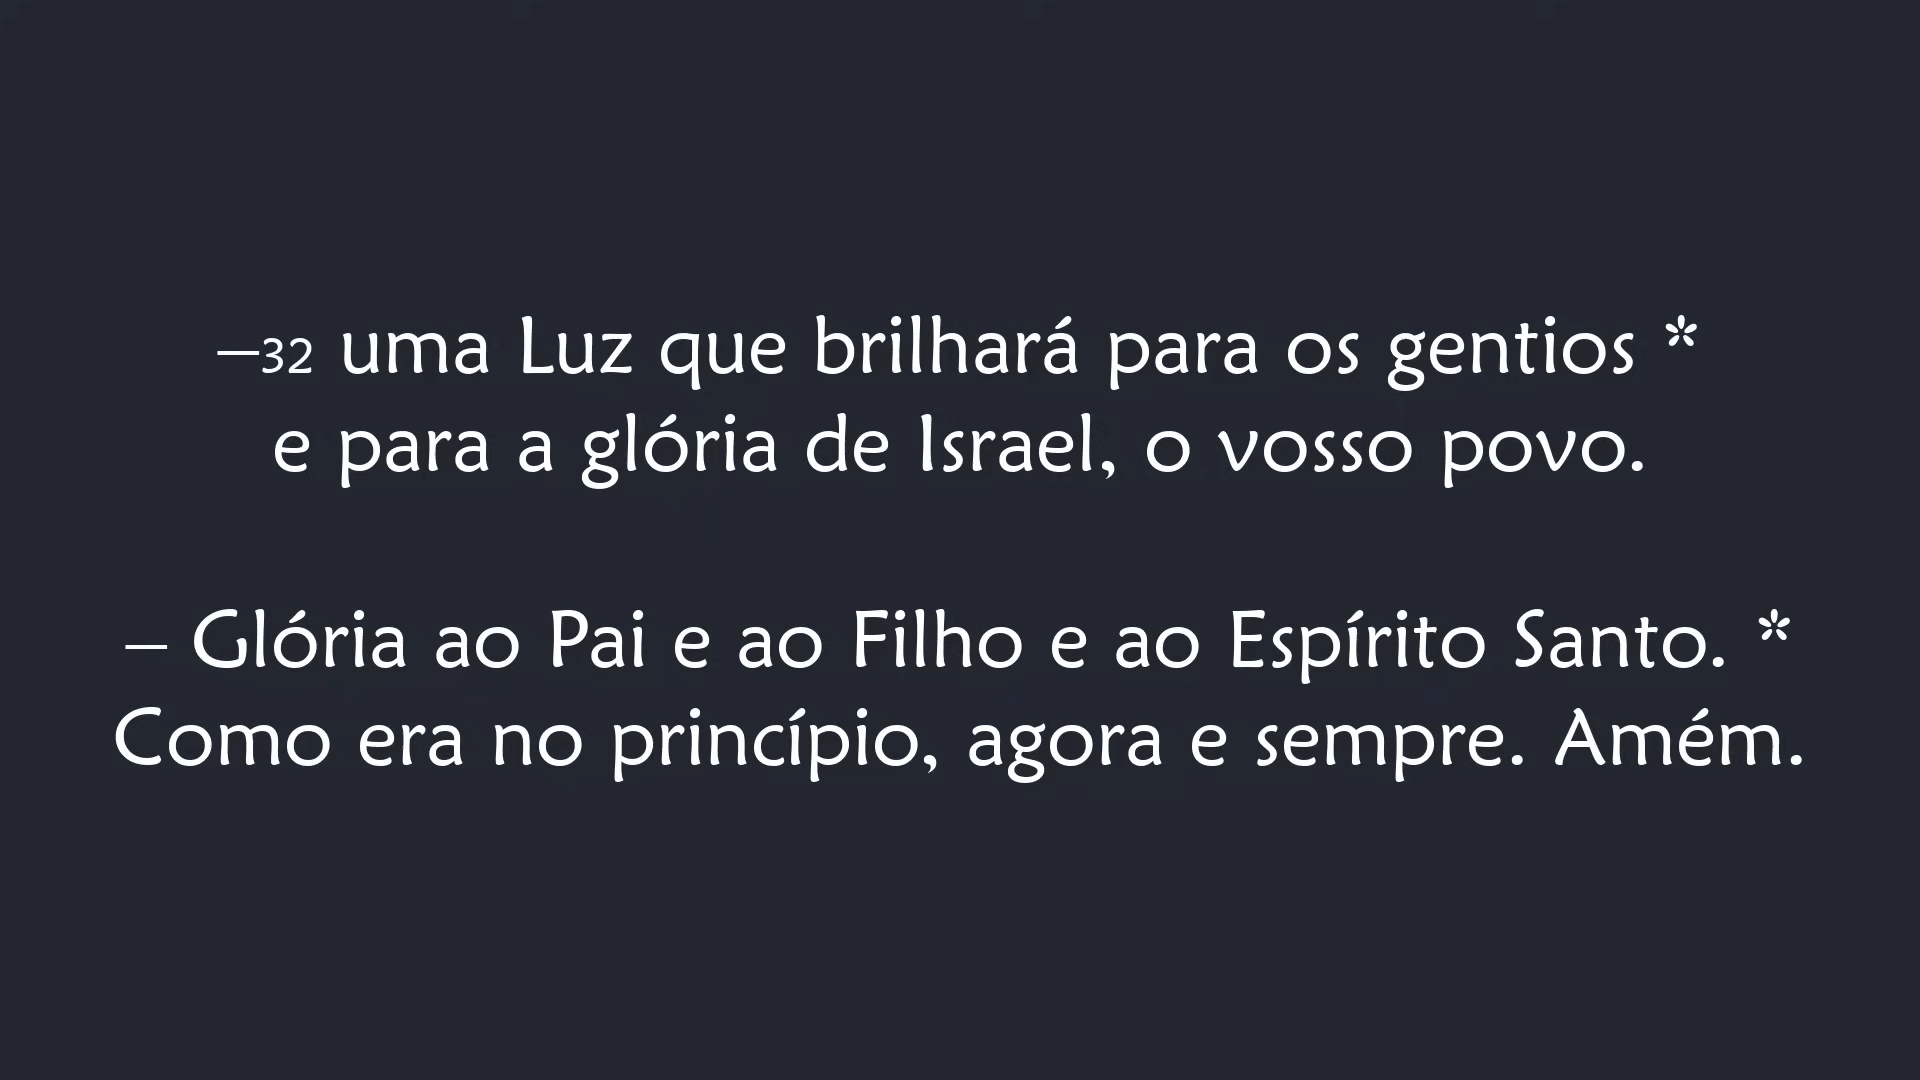 –32 uma Luz que brilhará para os gentios *
e para a glória de Israel, o vosso povo.
– Glória ao Pai e ao Filho e ao Espírito Santo. *
Como era no princípio, agora e sempre. Amém.